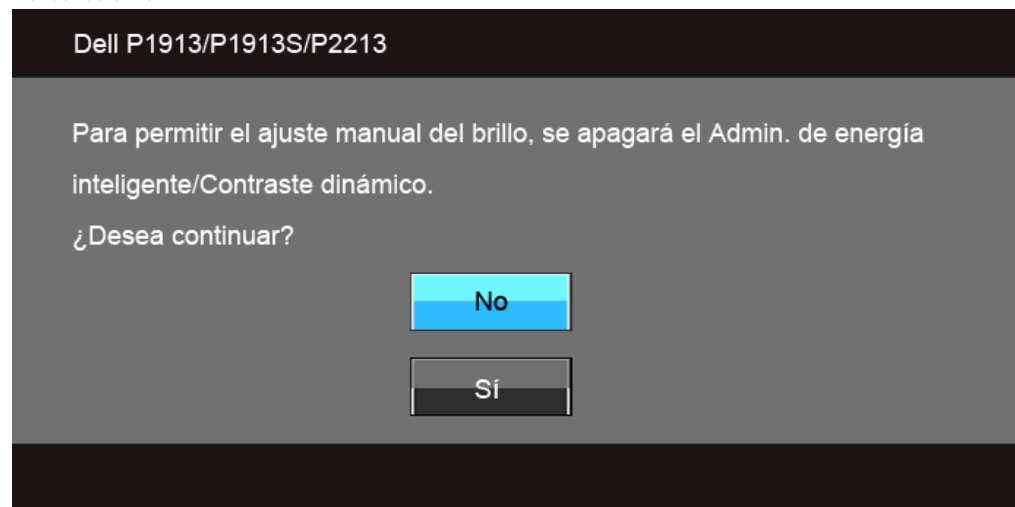 Dell P1913/P1913S/P2213
Para permitir el ajuste manual del brillo, se apagará el Admin. de energía
inteligente/Contraste dinámico.
¿Desea continuar?
No
Sí